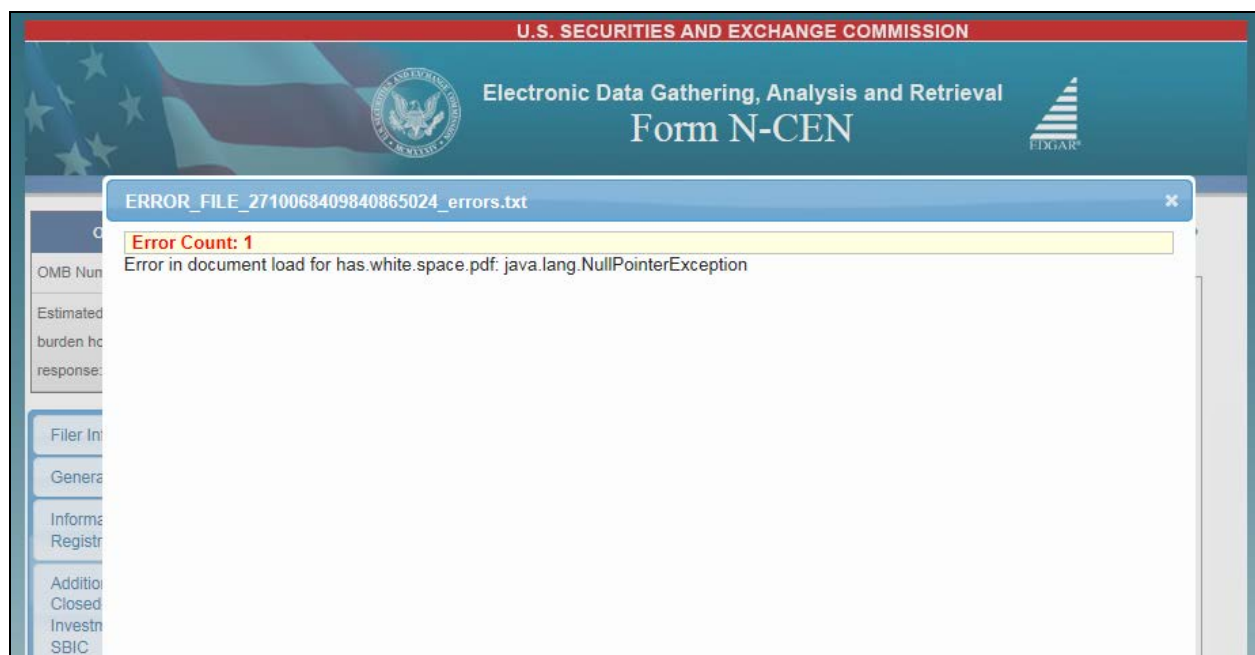 U.S. SECURITIES AND EXCHANGE COMMISSION
Electronic Data Gathering, Analysis and Retrieval
Form N-CEN
EDGAR®
ERROR_FILE_2710068409840865024_errors.txt
Error Count: 1
Error in document load for has.white.space.pdf: java.lang.NullPointerException
OMB Num
Estimated
burden ho
response:
Filer In
Genera
Informa
Registr
Additio
Closed
Investm
SBIC